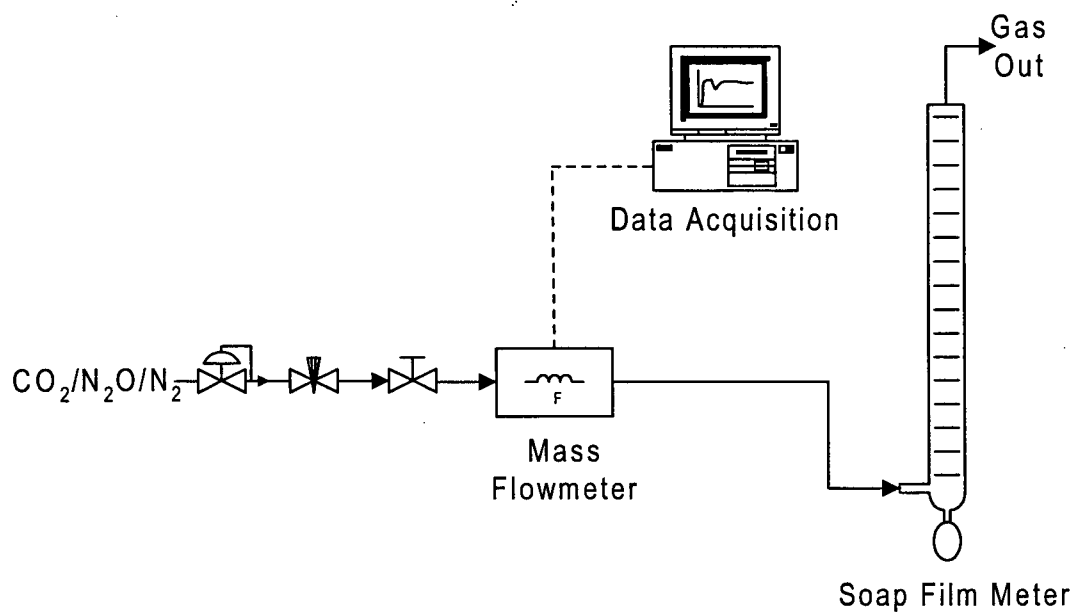 Gas
Out
Data Acquisition
CO₂/N₂O/N₂
F
Mass
Flowmeter
Soap Film Meter